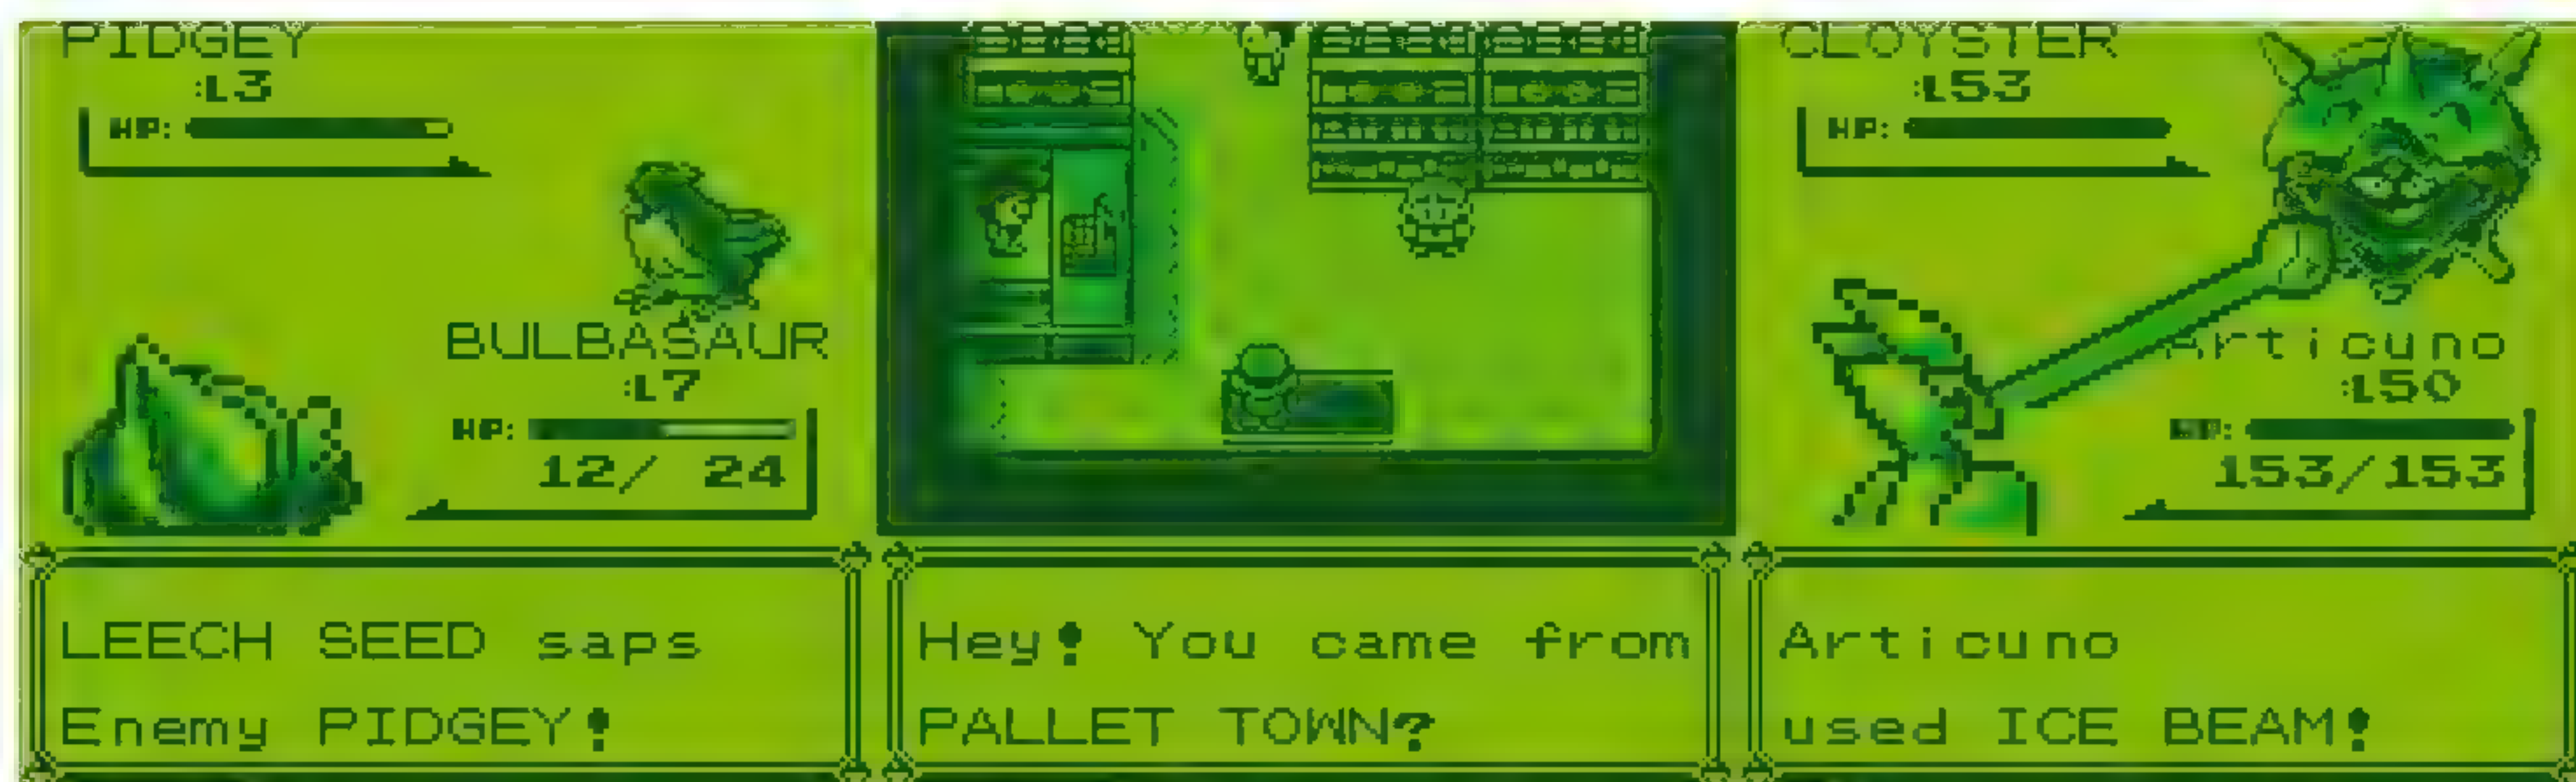 PIDGEY
:L3
HP:
BULBASAUR
:L7
HP:
12/ 24
LEECH SEED saps
Enemy PIDGEY!
Hey! You came from
PALLET TOWN?
CLOYSTER
:L53
HP:
Articuno
:L50
HP:
153/153
Articuno
used ICE BEAM!